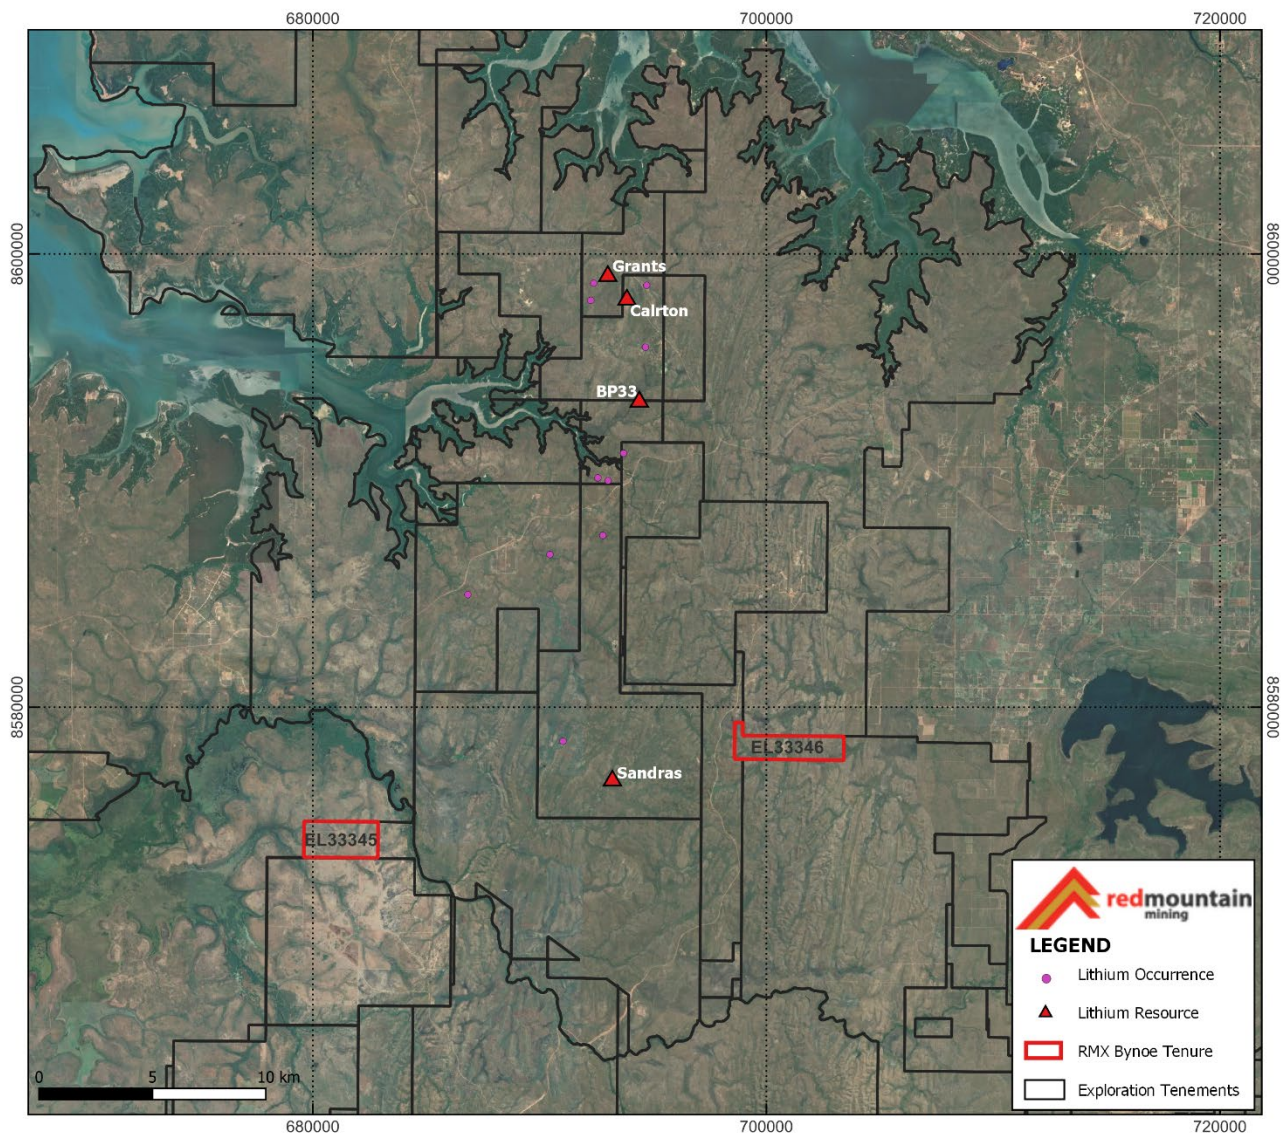 680000
700000
720000
8600000
8600000
Grants
Calrton
BP33
8580000
8580000
EL33346
Sandras
EL33345
redmountain
mining
LEGEND
Lithium Occurrence
Lithium Resource
RMX Bynoe Tenure
Exploration Tenements
0
5
10 km
680000
700000
720000